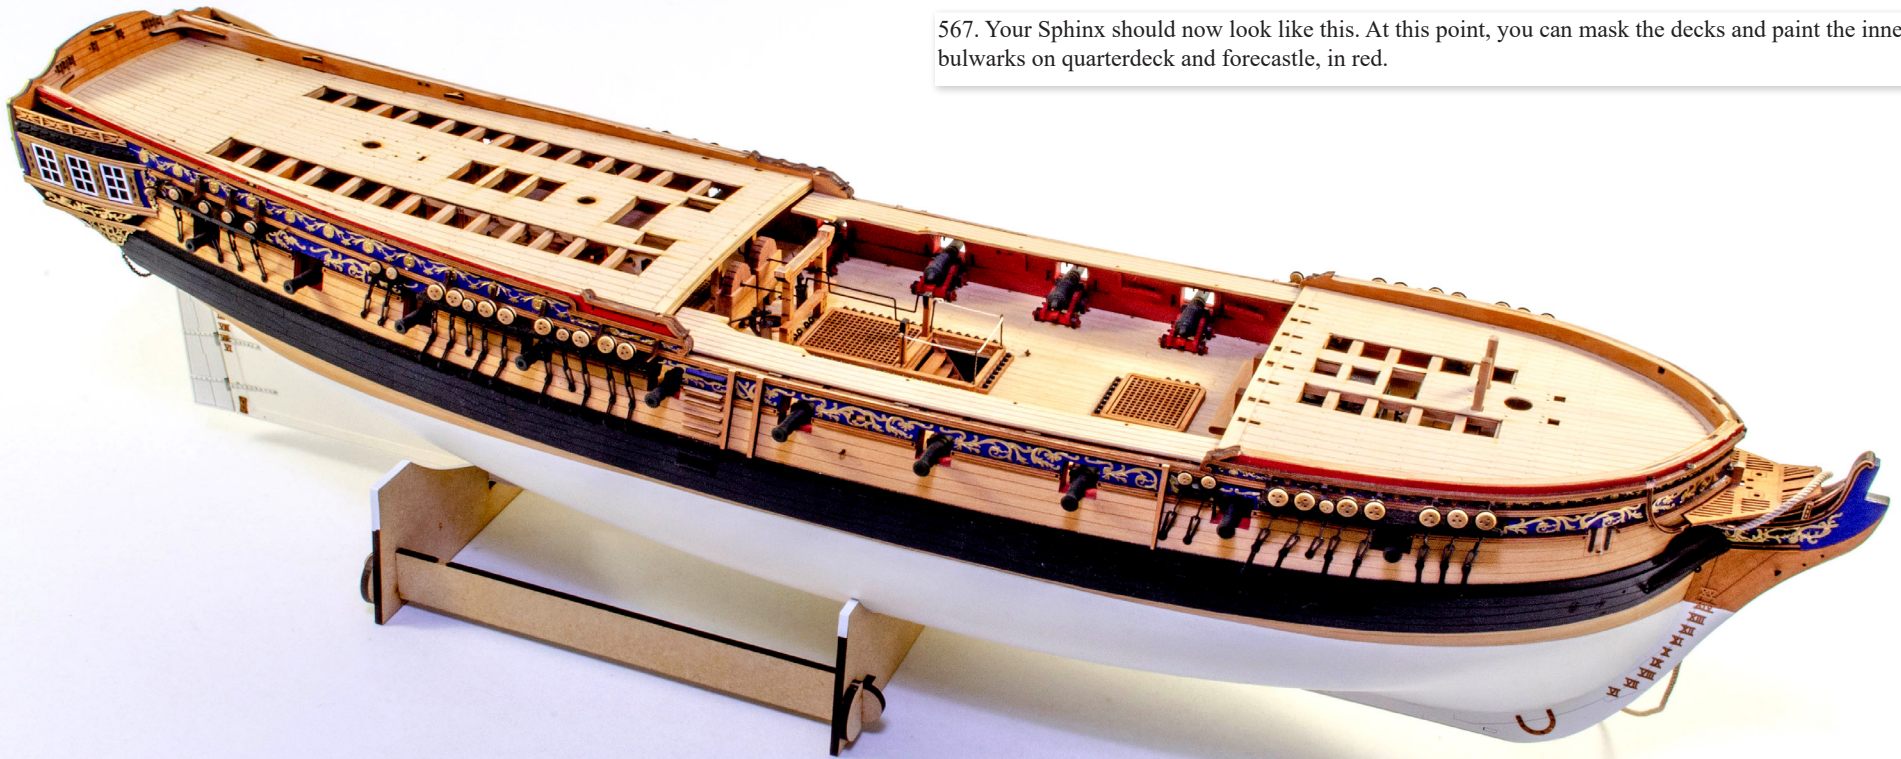 567. Your Sphinx should now look like this. At this point, you can mask the decks and paint the inne
bulwarks on quarterdeck and forecastle, in red.